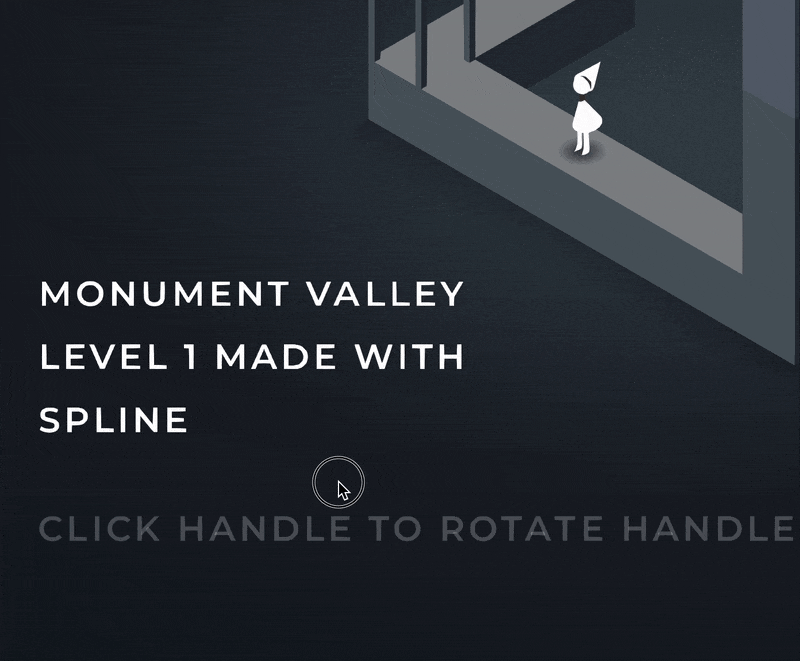 MONUMENT VALLEY
LEVEL 1 MADE WITH
SPLINE
CLICK HANDLE TO ROTATE HANDLE